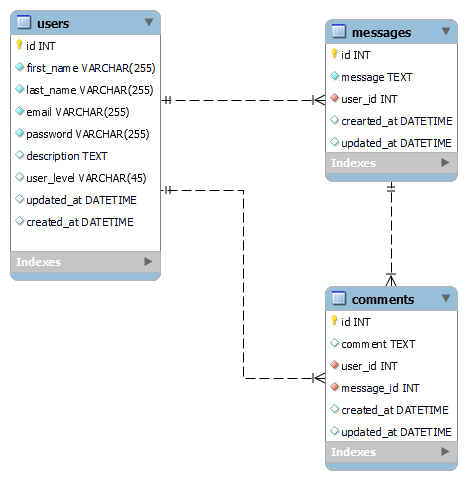 users
id INT
first_name VARCHAR(255)
last_name VARCHAR(255)
email VARCHAR(255)
password VARCHAR(255)
description TEXT
user_level VARCHAR(45)
updated_at DATETIME
created_at DATETIME
Indexes
messages
id INT
message TEXT
user_id INT
crearted_at DATETIME
updated_at DATETIME
Indexes
comments
id INT
comment TEXT
user_id INT
message_id INT
created_at DATETIME
updated_at DATETIME
Indexes